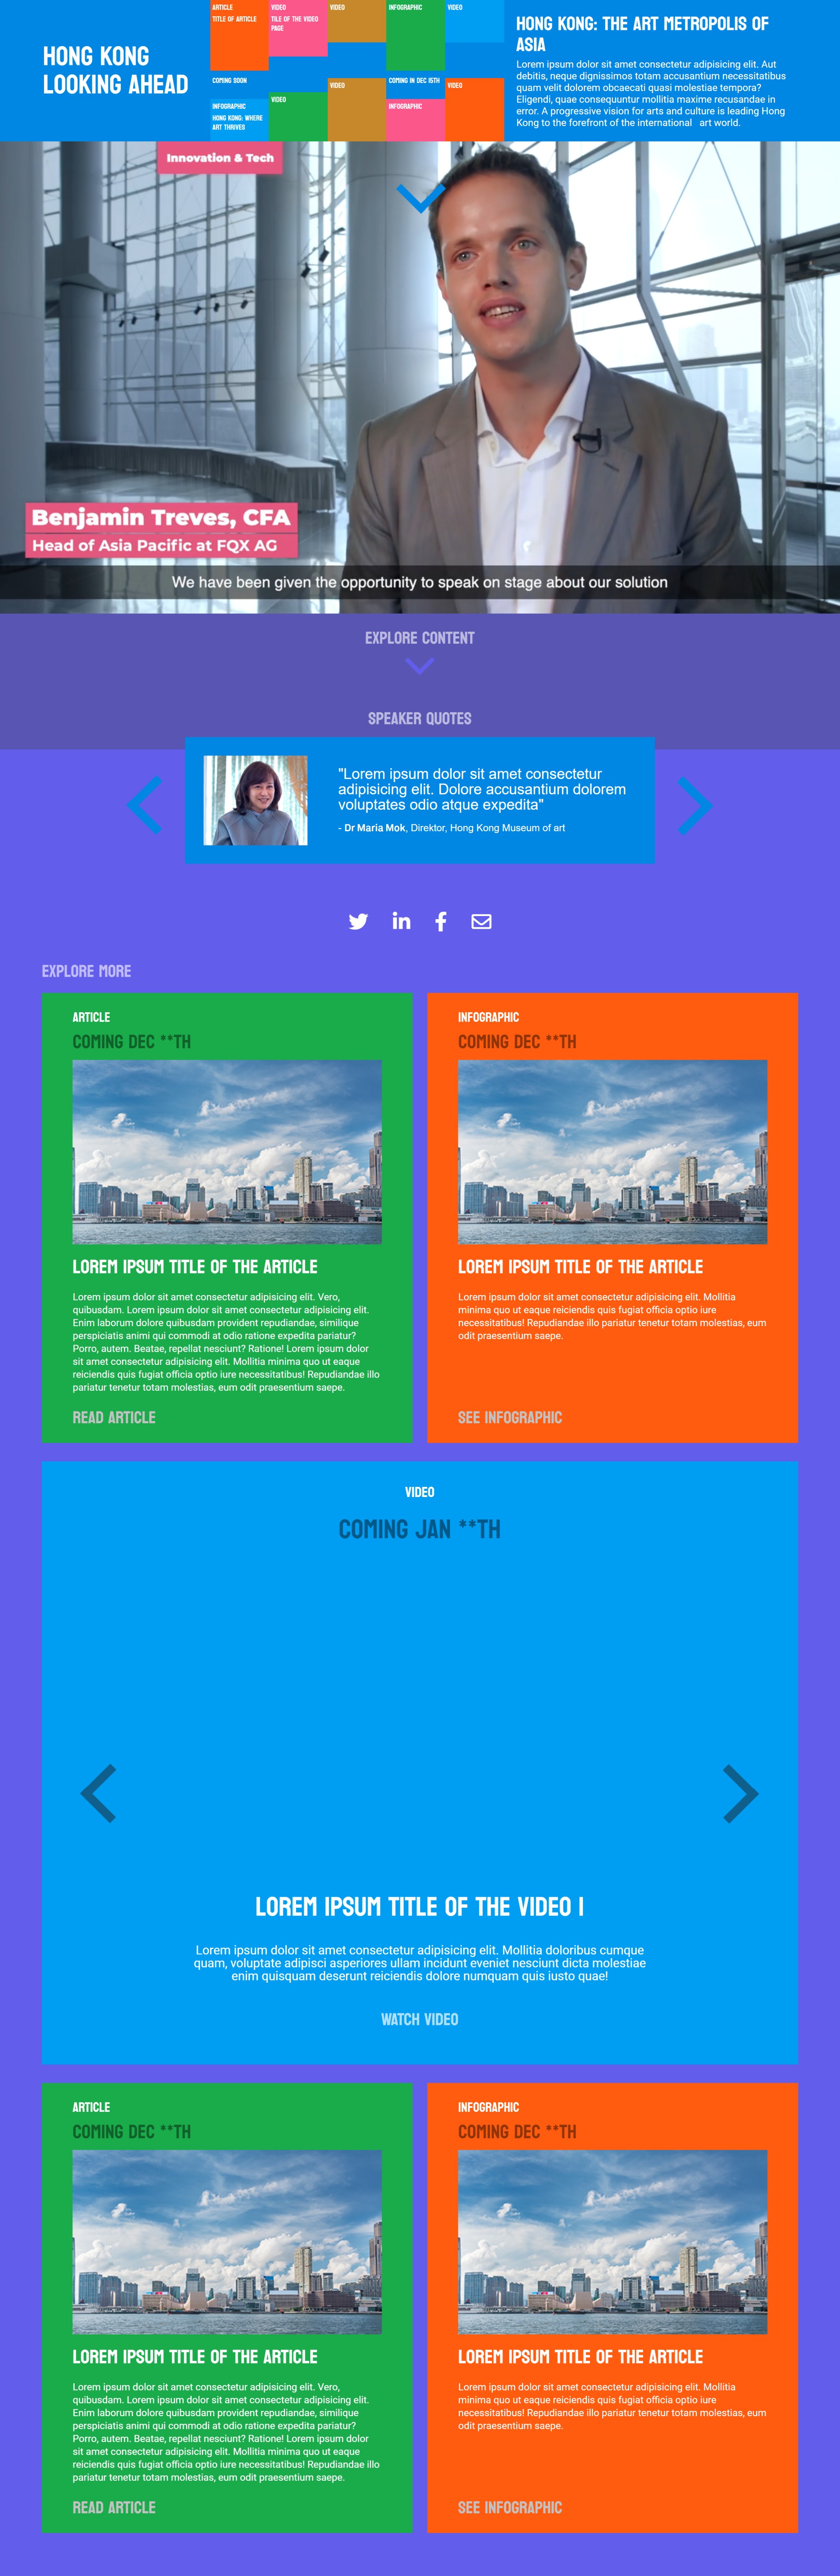 HONG KONG
LOOKING AHEAD
ARTICLE
TITLE OF ARTICLE
VIDEO
TILE OF THE VIDEO
PAGE
VIDEO
INFOGRAPHIC
VIDEO
COMING SOON
INFOGRAPHIC
HONG KONG: WHERE
ART THRIVES
VIDEO
VIDEO
COMING IN DEC 15TH
INFOGRAPHIC
VIDEO
HONG KONG: THE ART METROPOLIS OF
ASIA
Lorem ipsum dolor sit amet consectetur adipisicing elit. Aut
debitis, neque dignissimos totam accusantium necessitatibus
quam velit dolorem obcaecati quasi molestiae tempora?
Eligendi, quae consequuntur mollitia maxime recusandae in
error. A progressive vision for arts and culture is leading Hong
Kong to the forefront of the international art world.
Innovation & Tech
Benjamin Treves, CFA
Head of Asia Pacific at FQX AG
We have been given the opportunity to speak on stage about our solution
EXPLORE CONTENT
SPEAKER QUOTES
"Lorem ipsum dolor sit amet consectetur
adipisicing elit. Dolore accusantium dolorem
voluptates odio atque expedita"
- Dr Maria Mok, Direktor, Hong Kong Museum of art
EXPLORE MORE
ARTICLE
COMING DEC **TH
LOREM IPSUM TITLE OF THE ARTICLE
Lorem ipsum dolor sit amet consectetur adipisicing elit. Vero,
quibusdam. Lorem ipsum dolor sit amet consectetur adipisicing elit.
Enim laborum dolore quibusdam provident repudiandae, similique
perspiciatis animi qui commodi at odio ratione expedita pariatur?
Porro, autem. Beatae, repellat nesciunt? Ratione! Lorem ipsum dolor
sit amet consectetur adipisicing elit. Mollitia minima quo ut eaque
reiciendis quis fugiat officia optio iure necessitatibus! Repudiandae illo
pariatur tenetur totam molestias, eum odit praesentium saepe.
READ ARTICLE
INFOGRAPHIC
COMING DEC **TH
LOREM IPSUM TITLE OF THE ARTICLE
Lorem ipsum dolor sit amet consectetur adipisicing elit. Mollitia
minima quo ut eaque reiciendis quis fugiat officia optio iure
necessitatibus! Repudiandae illo pariatur tenetur totam molestias, eum
odit praesentium saepe.
SEE INFOGRAPHIC
VIDEO
COMING JAN **TH
LOREM IPSUM TITLE OF THE VIDEO 1
Lorem ipsum dolor sit amet consectetur adipisicing elit. Mollitia doloribus cumque
quam, voluptate adipisci asperiores ullam incidunt eveniet nesciunt dicta molestiae
enim quisquam deserunt reiciendis dolore numquam quis iusto quae!
WATCH VIDEO
ARTICLE
COMING DEC **TH
LOREM IPSUM TITLE OF THE ARTICLE
Lorem ipsum dolor sit amet consectetur adipisicing elit. Vero,
quibusdam. Lorem ipsum dolor sit amet consectetur adipisicing elit.
Enim laborum dolore quibusdam provident repudiandae, similique
perspiciatis animi qui commodi at odio ratione expedita pariatur?
Porro, autem. Beatae, repellat nesciunt? Ratione! Lorem ipsum dolor
sit amet consectetur adipisicing elit. Mollitia minima quo ut eaque
reiciendis quis fugiat officia optio iure necessitatibus! Repudiandae illo
pariatur tenetur totam molestias, eum odit praesentium saepe.
READ ARTICLE
INFOGRAPHIC
COMING DEC **TH
LOREM IPSUM TITLE OF THE ARTICLE
Lorem ipsum dolor sit amet consectetur adipisicing elit. Mollitia
minima quo ut eaque reiciendis quis fugiat officia optio iure
necessitatibus! Repudiandae illo pariatur tenetur totam molestias, eum
odit praesentium saepe.
SEE INFOGRAPHIC